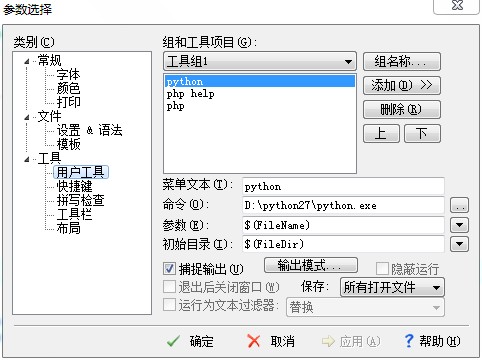 参数选择
类别(C)
常规
字体
颜色
打印
文件
设置 & 语法
模板
工具
用户工具
快捷键
拼写检查
工具栏
布局
组和工具项目(G):
工具组1
组名称...
python
php help
php
添加(D) >>
删除(R)
上
下
菜单文本(T):
python
命令(O):
D:\python27\python.exe
...
参数(E):
$(FileName)
初始目录(I):
$(FileDir)
捕捉输出(U)
输出模式...
隐蔽运行
退出后关闭窗口(W)
保存:
所有打开文件
运行为文本过滤器:
替换
确定
取消
应用(A)
帮助(H)